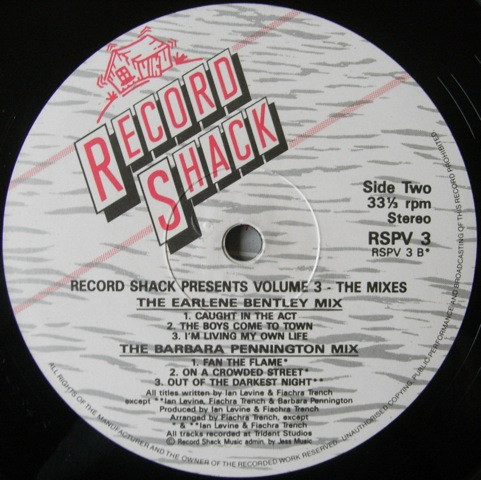 RECORD
SHACK
Side Two
33⅓ rpm
Stereo
RSPV 3
RSPV 3 B*
RECORD SHACK PRESENTS VOLUME 3 - THE MIXES
THE EARLENE BENTLEY MIX
1. CAUGHT IN THE ACT
2. THE BOYS COME TO TOWN
3. I'M LIVING MY OWN LIFE
THE BARBARA PENNINGTON MIX
1. FAN THE FLAME*
2. ON A CROWDED STREET*
3. OUT OF THE DARKEST NIGHT**
All titles written by Ian Levine & Fiachra Trench
except **Ian Levine, Fiachra Trench & Barbara Pennington
Produced by Ian Levine & Fiachra Trench
Arranged by Fiachra Trench, except
* & **Ian Levine & Fiachra Trench
All tracks recorded at Trident Studios
Ⓟ Record Shack Music admin. by Jess Music
ALL RIGHTS OF THE MANUFACTURER AND THE OWNER OF THE RECORDED WORK RESERVED. UNAUTHORISED COPYING, PUBLIC PERFORMANCE AND BROADCASTING OF THIS RECORD PROHIBITED.